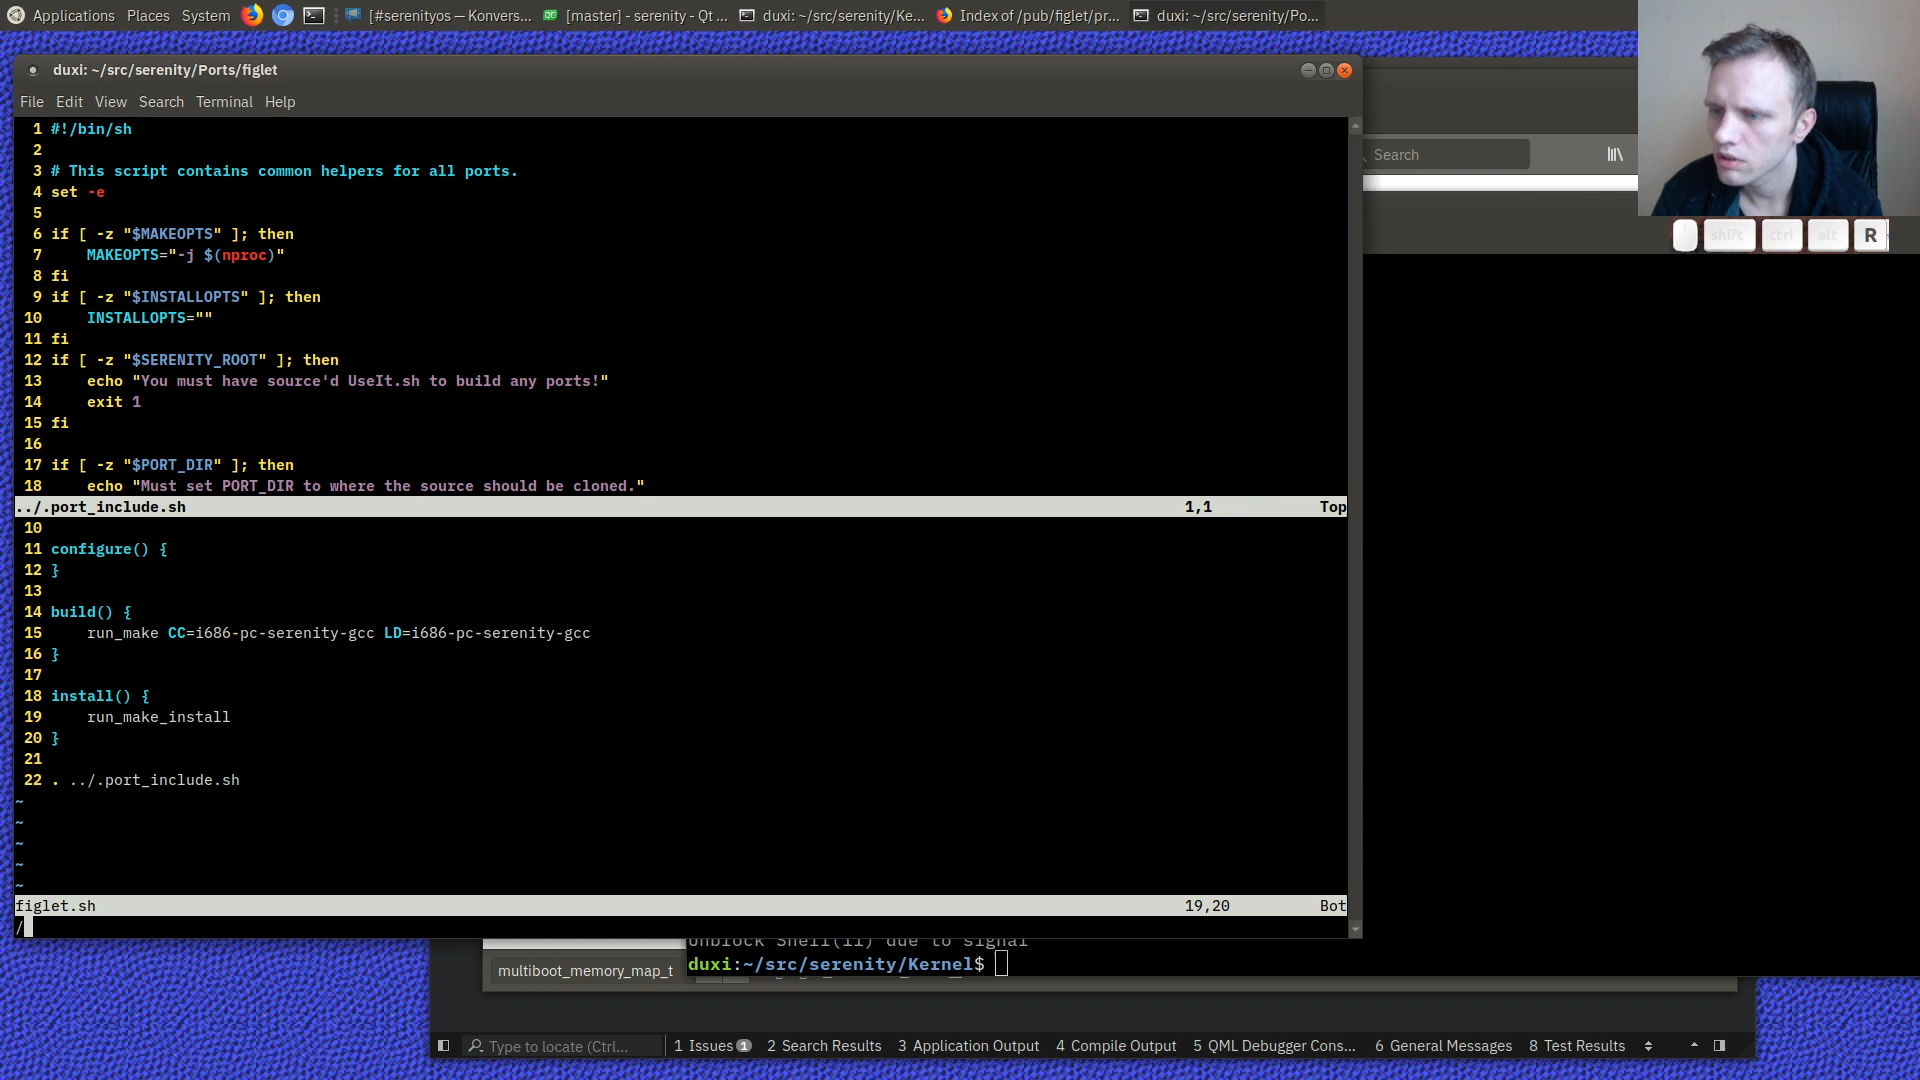 Applications Places System [#serenityos — Konvers... [master] - serenity - Qt ... duxi: ~/src/serenity/Ke... Index of /pub/figlet/pr... duxi: ~/src/serenity/Po...
duxi: ~/src/serenity/Ports/figlet
File Edit View Search Terminal Help
1 #!/bin/sh
2
3 # This script contains common helpers for all ports.
4 set -e
5
6 if [ -z "$MAKEOPTS" ]; then
7     MAKEOPTS="-j $(nproc)"
8 fi
9 if [ -z "$INSTALLOPTS" ]; then
10     INSTALLOPTS=""
11 fi
12 if [ -z "$SERENITY_ROOT" ]; then
13     echo "You must have source'd UseIt.sh to build any ports!"
14     exit 1
15 fi
16
17 if [ -z "$PORT_DIR" ]; then
18     echo "Must set PORT_DIR to where the source should be cloned."
../.port_include.sh 1,1 Top
10
11 configure() {
12 }
13
14 build() {
15     run_make CC=i686-pc-serenity-gcc LD=i686-pc-serenity-gcc
16 }
17
18 install() {
19     run_make_install
20 }
21
22 . ../.port_include.sh
~
~
~
~
~
figlet.sh 19,20 Bot
/
Search
shift ctrl alt R
Unblock Shell(11) due to signal
duxi:~/src/serenity/Kernel$
multiboot_memory_map_t
Type to locate (Ctrl... 1 Issues 1 2 Search Results 3 Application Output 4 Compile Output 5 QML Debugger Cons... 6 General Messages 8 Test Results